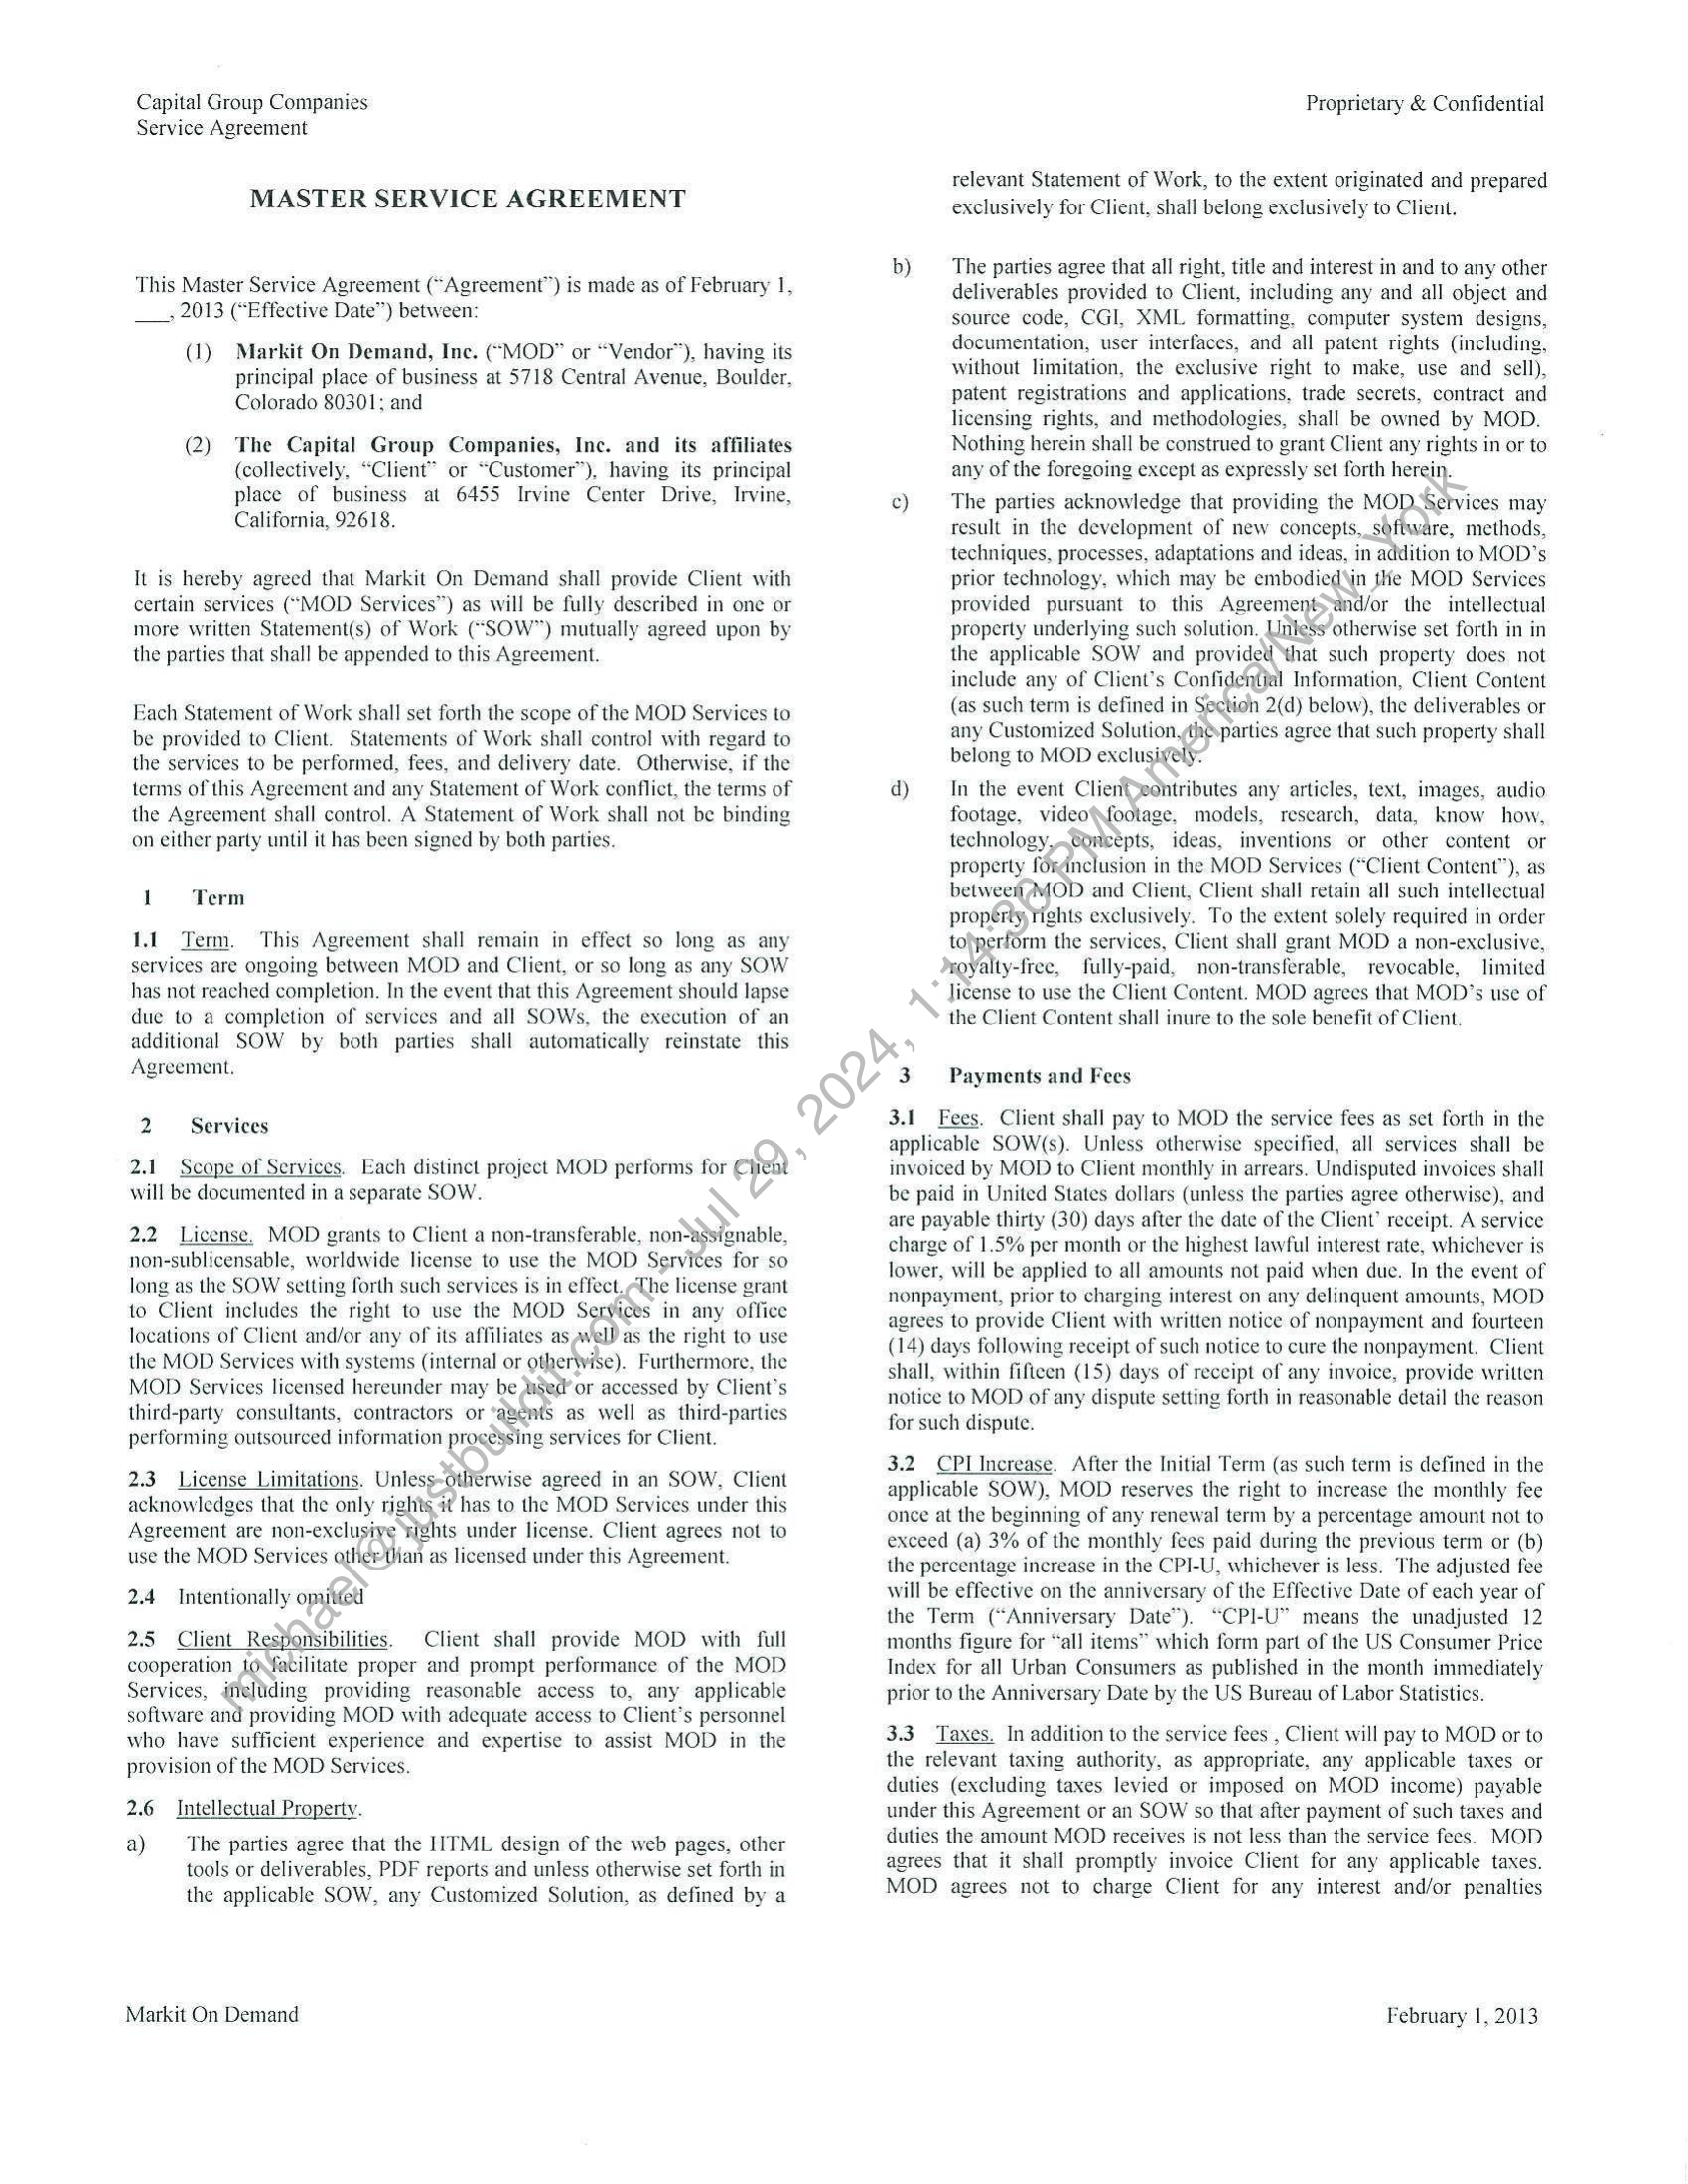 Capital Group Companies
Service Agreement
Proprietary & Confidential
MASTER SERVICE AGREEMENT
This Master Service Agreement (“Agreement”) is made as of February 1,
___, 2013 (“Effective Date”) between:
(1) Markit On Demand, Inc. (“MOD” or “Vendor”), having its
principal place of business at 5718 Central Avenue, Boulder,
Colorado 80301; and
(2) The Capital Group Companies, Inc. and its affiliates
(collectively, “Client” or “Customer”), having its principal
place of business at 6455 Irvine Center Drive, Irvine,
California, 92618.
It is hereby agreed that Markit On Demand shall provide Client with
certain services (“MOD Services”) as will be fully described in one or
more written Statement(s) of Work (“SOW”) mutually agreed upon by
the parties that shall be appended to this Agreement.
Each Statement of Work shall set forth the scope of the MOD Services to
be provided to Client. Statements of Work shall control with regard to
the services to be performed, fees, and delivery date. Otherwise, if the
terms of this Agreement and any Statement of Work conflict, the terms of
the Agreement shall control. A Statement of Work shall not be binding
on either party until it has been signed by both parties.
1 Term
1.1 Term. This Agreement shall remain in effect so long as any
services are ongoing between MOD and Client, or so long as any SOW
has not reached completion. In the event that this Agreement should lapse
due to a completion of services and all SOWs, the execution of an
additional SOW by both parties shall automatically reinstate this
Agreement.
2 Services
2.1 Scope of Services. Each distinct project MOD performs for Client
will be documented in a separate SOW.
2.2 License. MOD grants to Client a non-transferable, non-assignable,
non-sublicensable, worldwide license to use the MOD Services for so
long as the SOW setting forth such services is in effect. The license grant
to Client includes the right to use the MOD Services in any office
locations of Client and/or any of its affiliates as well as the right to use
the MOD Services with systems (internal or otherwise). Furthermore, the
MOD Services licensed hereunder may be used or accessed by Client’s
third-party consultants, contractors or agents as well as third-parties
performing outsourced information processing services for Client.
2.3 License Limitations. Unless otherwise agreed in an SOW, Client
acknowledges that the only rights it has to the MOD Services under this
Agreement are non-exclusive rights under license. Client agrees not to
use the MOD Services other than as licensed under this Agreement.
2.4 Intentionally omitted
2.5 Client Responsibilities. Client shall provide MOD with full
cooperation to facilitate proper and prompt performance of the MOD
Services, including providing reasonable access to, any applicable
software and providing MOD with adequate access to Client’s personnel
who have sufficient experience and expertise to assist MOD in the
provision of the MOD Services.
2.6 Intellectual Property.
a) The parties agree that the HTML design of the web pages, other
tools or deliverables, PDF reports and unless otherwise set forth in
the applicable SOW, any Customized Solution, as defined by a
relevant Statement of Work, to the extent originated and prepared
exclusively for Client, shall belong exclusively to Client.
b) The parties agree that all right, title and interest in and to any other
deliverables provided to Client, including any and all object and
source code, CGI, XML formatting, computer system designs,
documentation, user interfaces, and all patent rights (including,
without limitation, the exclusive right to make, use and sell),
patent registrations and applications, trade secrets, contract and
licensing rights, and methodologies, shall be owned by MOD.
Nothing herein shall be construed to grant Client any rights in or to
any of the foregoing except as expressly set forth herein.
c) The parties acknowledge that providing the MOD Services may
result in the development of new concepts, software, methods,
techniques, processes, adaptations and ideas, in addition to MOD’s
prior technology, which may be embodied in the MOD Services
provided pursuant to this Agreement and/or the intellectual
property underlying such solution. Unless otherwise set forth in in
the applicable SOW and provided that such property does not
include any of Client’s Confidential Information, Client Content
(as such term is defined in Section 2(d) below), the deliverables or
any Customized Solution, the parties agree that such property shall
belong to MOD exclusively.
d) In the event Client contributes any articles, text, images, audio
footage, video footage, models, research, data, know how,
technology, concepts, ideas, inventions or other content or
property for inclusion in the MOD Services (“Client Content”), as
between MOD and Client, Client shall retain all such intellectual
property rights exclusively. To the extent solely required in order
to perform the services, Client shall grant MOD a non-exclusive,
royalty-free, fully-paid, non-transferable, revocable, limited
license to use the Client Content. MOD agrees that MOD’s use of
the Client Content shall inure to the sole benefit of Client.
3 Payments and Fees
3.1 Fees. Client shall pay to MOD the service fees as set forth in the
applicable SOW(s). Unless otherwise specified, all services shall be
invoiced by MOD to Client monthly in arrears. Undisputed invoices shall
be paid in United States dollars (unless the parties agree otherwise), and
are payable thirty (30) days after the date of the Client’ receipt. A service
charge of 1.5% per month or the highest lawful interest rate, whichever is
lower, will be applied to all amounts not paid when due. In the event of
nonpayment, prior to charging interest on any delinquent amounts, MOD
agrees to provide Client with written notice of nonpayment and fourteen
(14) days following receipt of such notice to cure the nonpayment. Client
shall, within fifteen (15) days of receipt of any invoice, provide written
notice to MOD of any dispute setting forth in reasonable detail the reason
for such dispute.
3.2 CPI Increase. After the Initial Term (as such term is defined in the
applicable SOW), MOD reserves the right to increase the monthly fee
once at the beginning of any renewal term by a percentage amount not to
exceed (a) 3% of the monthly fees paid during the previous term or (b)
the percentage increase in the CPI-U, whichever is less. The adjusted fee
will be effective on the anniversary of the Effective Date of each year of
the Term (“Anniversary Date”). “CPI-U” means the unadjusted 12
months figure for “all items” which form part of the US Consumer Price
Index for all Urban Consumers as published in the month immediately
prior to the Anniversary Date by the US Bureau of Labor Statistics.
3.3 Taxes. In addition to the service fees , Client will pay to MOD or to
the relevant taxing authority, as appropriate, any applicable taxes or
duties (excluding taxes levied or imposed on MOD income) payable
under this Agreement or an SOW so that after payment of such taxes and
duties the amount MOD receives is not less than the service fees. MOD
agrees that it shall promptly invoice Client for any applicable taxes.
MOD agrees not to charge Client for any interest and/or penalties
Markit On Demand
February 1, 2013
michael@justbuildit.com - Jul 29, 2024, 1:14:36 PM America/New_York